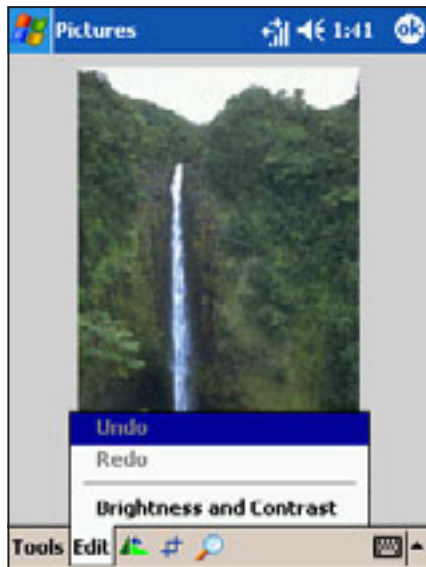 Pictures 1:41 ok
Undo
Redo
Brightness and Contrast
Tools Edit